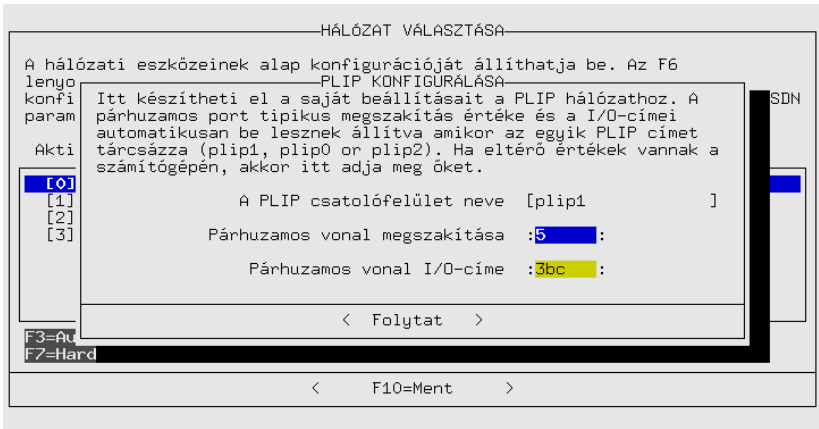 HÁLÓZAT VÁLASZTÁSA
A hálózati eszközeinek alap konfigurációját állíthatja be. Az F6
lenyo
PLIP KONFIGURÁLÁSA
konfi
SDN
param
Itt készítheti el a saját beállításait a PLIP hálózathoz. A
párhuzamos port tipikus megszakítás értéke és a I/O-címei
automatikusan be lesznek állítva amikor az egyik PLIP címet
tárcsázza (plip1, plip0 or plip2). Ha eltérő értékek vannak a
számítógépén, akkor itt adja meg őket.
Akti
[0]
[1]
[2]
[3]
A PLIP csatolófelület neve [plip1 ]
Párhuzamos vonal megszakítása :5 :
Párhuzamos vonal I/O-címe :3bc :
< Folytat >
F3=Au
F7=Hard
< F10=Ment >